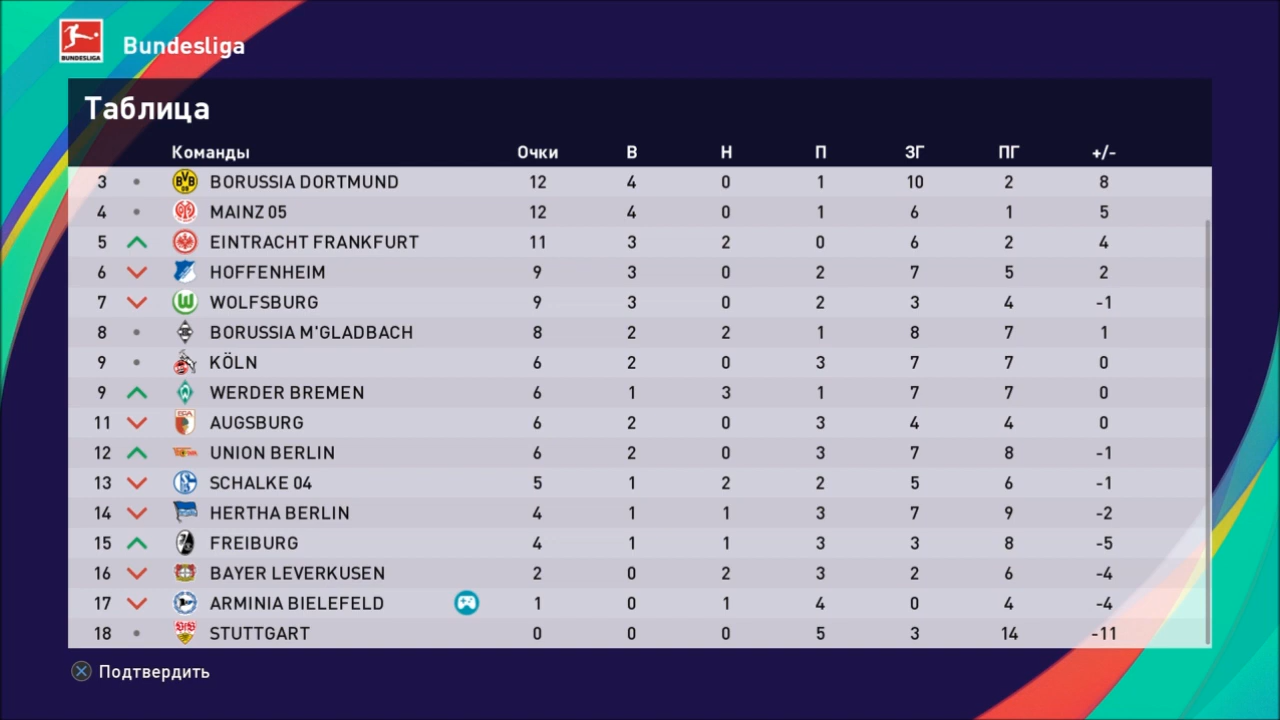 BUNDESLIGA
Bundesliga
Таблица
Команды Очки В Н П ЗГ ПГ +/-
3 BVB 09 BORUSSIA DORTMUND 12 4 0 1 10 2 8
4 MAINZ 05 12 4 0 1 6 1 5
5 EINTRACHT FRANKFURT 11 3 2 0 6 2 4
6 HOFFENHEIM 9 3 0 2 7 5 2
7 WOLFSBURG 9 3 0 2 3 4 -1
8 BORUSSIA M'GLADBACH 8 2 2 1 8 7 1
9 KÖLN 6 2 0 3 7 7 0
9 WERDER BREMEN 6 1 3 1 7 7 0
11 FCA AUGSBURG 6 2 0 3 4 4 0
12 UNION BERLIN 6 2 0 3 7 8 -1
13 SCHALKE 04 5 1 2 2 5 6 -1
14 HERTHA BERLIN 4 1 1 3 7 9 -2
15 FREIBURG 4 1 1 3 3 8 -5
16 BAYER LEVERKUSEN 2 0 2 3 2 6 -4
17 ARMINIA BIELEFELD 1 0 1 4 0 4 -4
18 STUTTGART 0 0 0 5 3 14 -11
Подтвердить